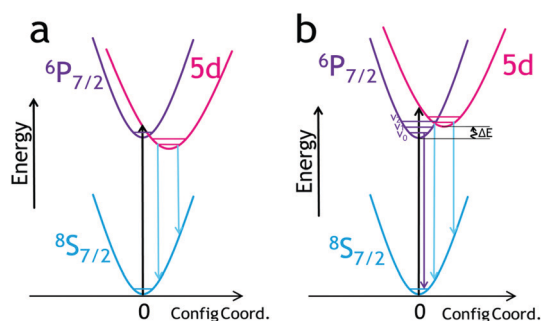 a
⁶P₇/₂
5d
Energy
⁸S₇/₂
0
Config Coord.
b
⁶P₇/₂
5d
V₀
ΔE
Energy
⁸S₇/₂
0
Config Coord.